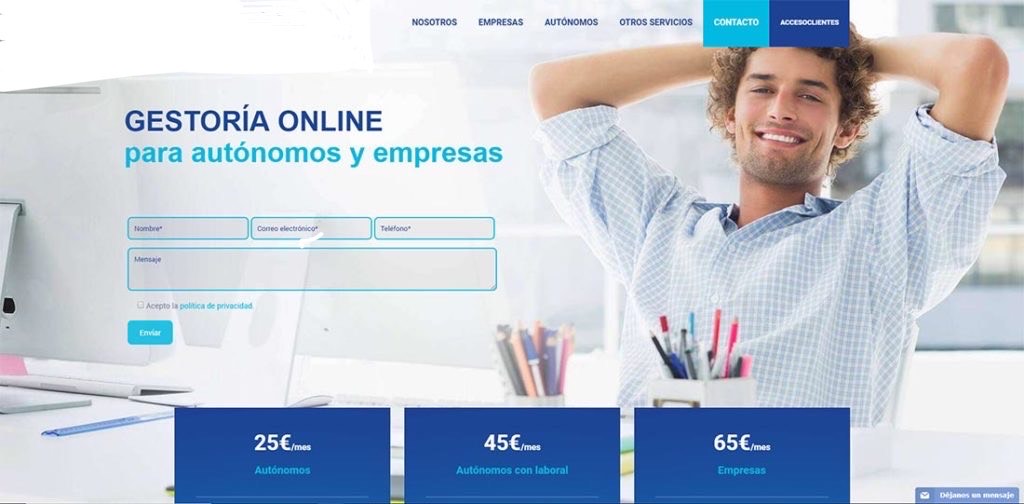 NOSOTROS EMPRESAS AUTÓNOMOS OTROS SERVICIOS CONTACTO ACCESOCLIENTES
GESTORÍA ONLINE
para autónomos y empresas
Nombre* Correo electrónico* Teléfono*
Mensaje
Acepto la política de privacidad.
Enviar
25€/mes 45€/mes 65€/mes
Autónomos Autónomos con laboral Empresas
Déjanos un mensaje